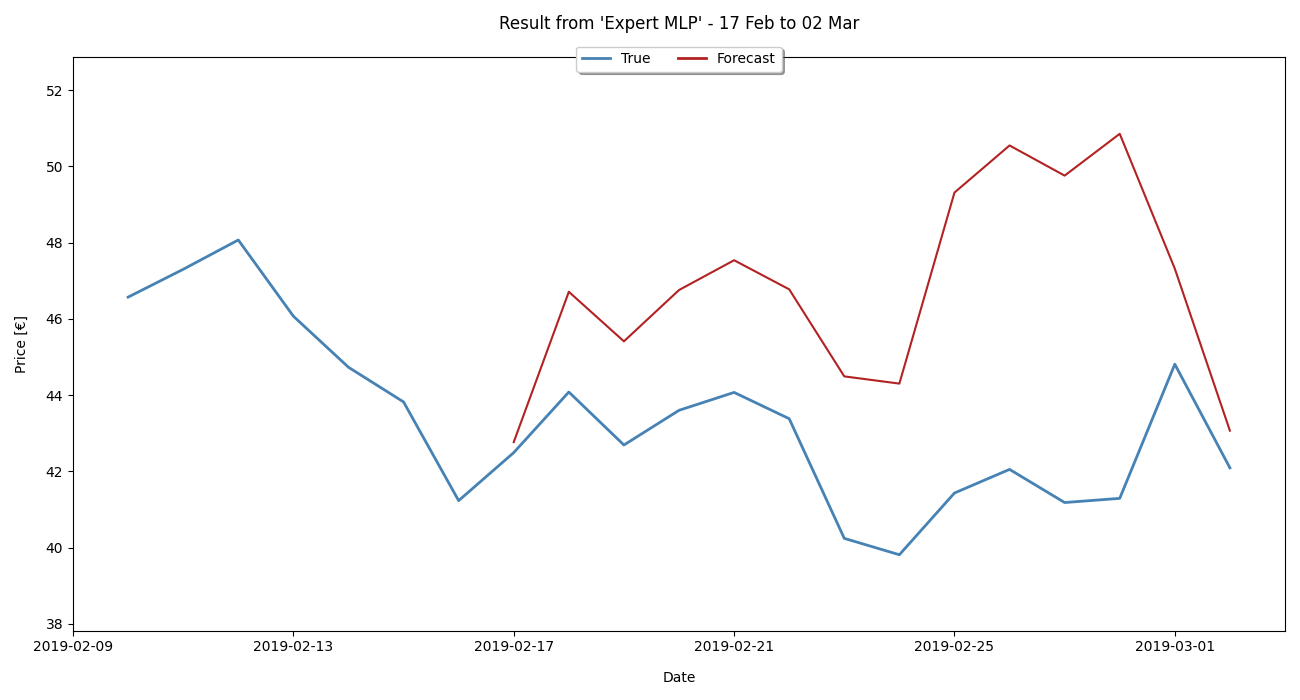 Result from 'Expert MLP' - 17 Feb to 02 Mar
True Forecast
52
50
48
46
44
42
40
38
Price [€]
2019-02-09 2019-02-13 2019-02-17 2019-02-21 2019-02-25 2019-03-01
Date